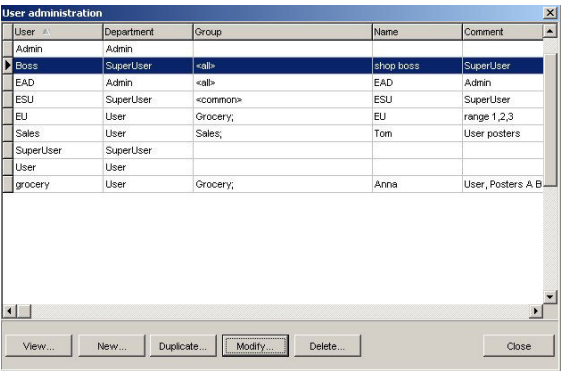 User administration
User Department Group Name Comment
Admin Admin
Boss SuperUser <all> shop boss SuperUser
EAD Admin <all> EAD Admin
ESU SuperUser <common> ESU SuperUser
EU User Grocery; EU range 1,2,3
Sales User Sales; Tom User posters
SuperUser SuperUser
User User
grocery User Grocery; Anna User, Posters A B
View... New... Duplicate... Modify... Delete... Close